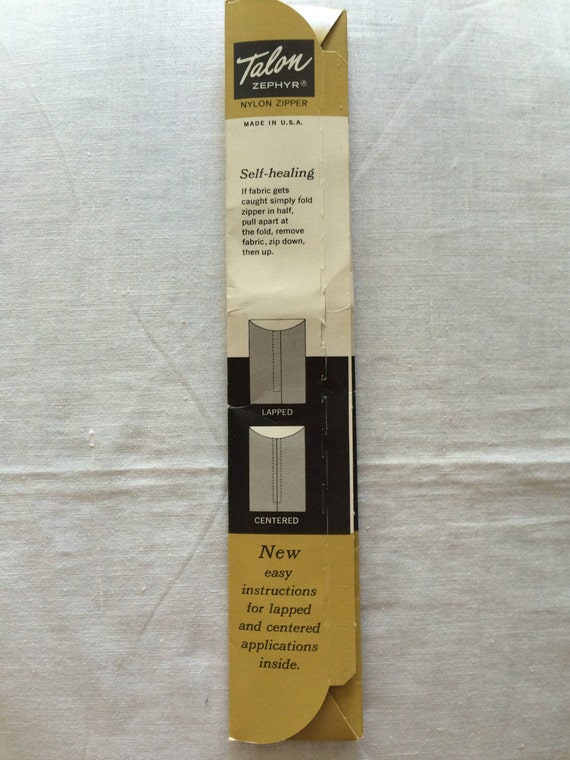 Talon
ZEPHYR®
NYLON ZIPPER
MADE IN U.S.A.
Self-healing
If fabric gets
caught simply fold
zipper in half,
pull apart at
the fold, remove
fabric, zip down,
then up.
LAPPED
CENTERED
New
easy
instructions
for lapped
and centered
applications
inside.